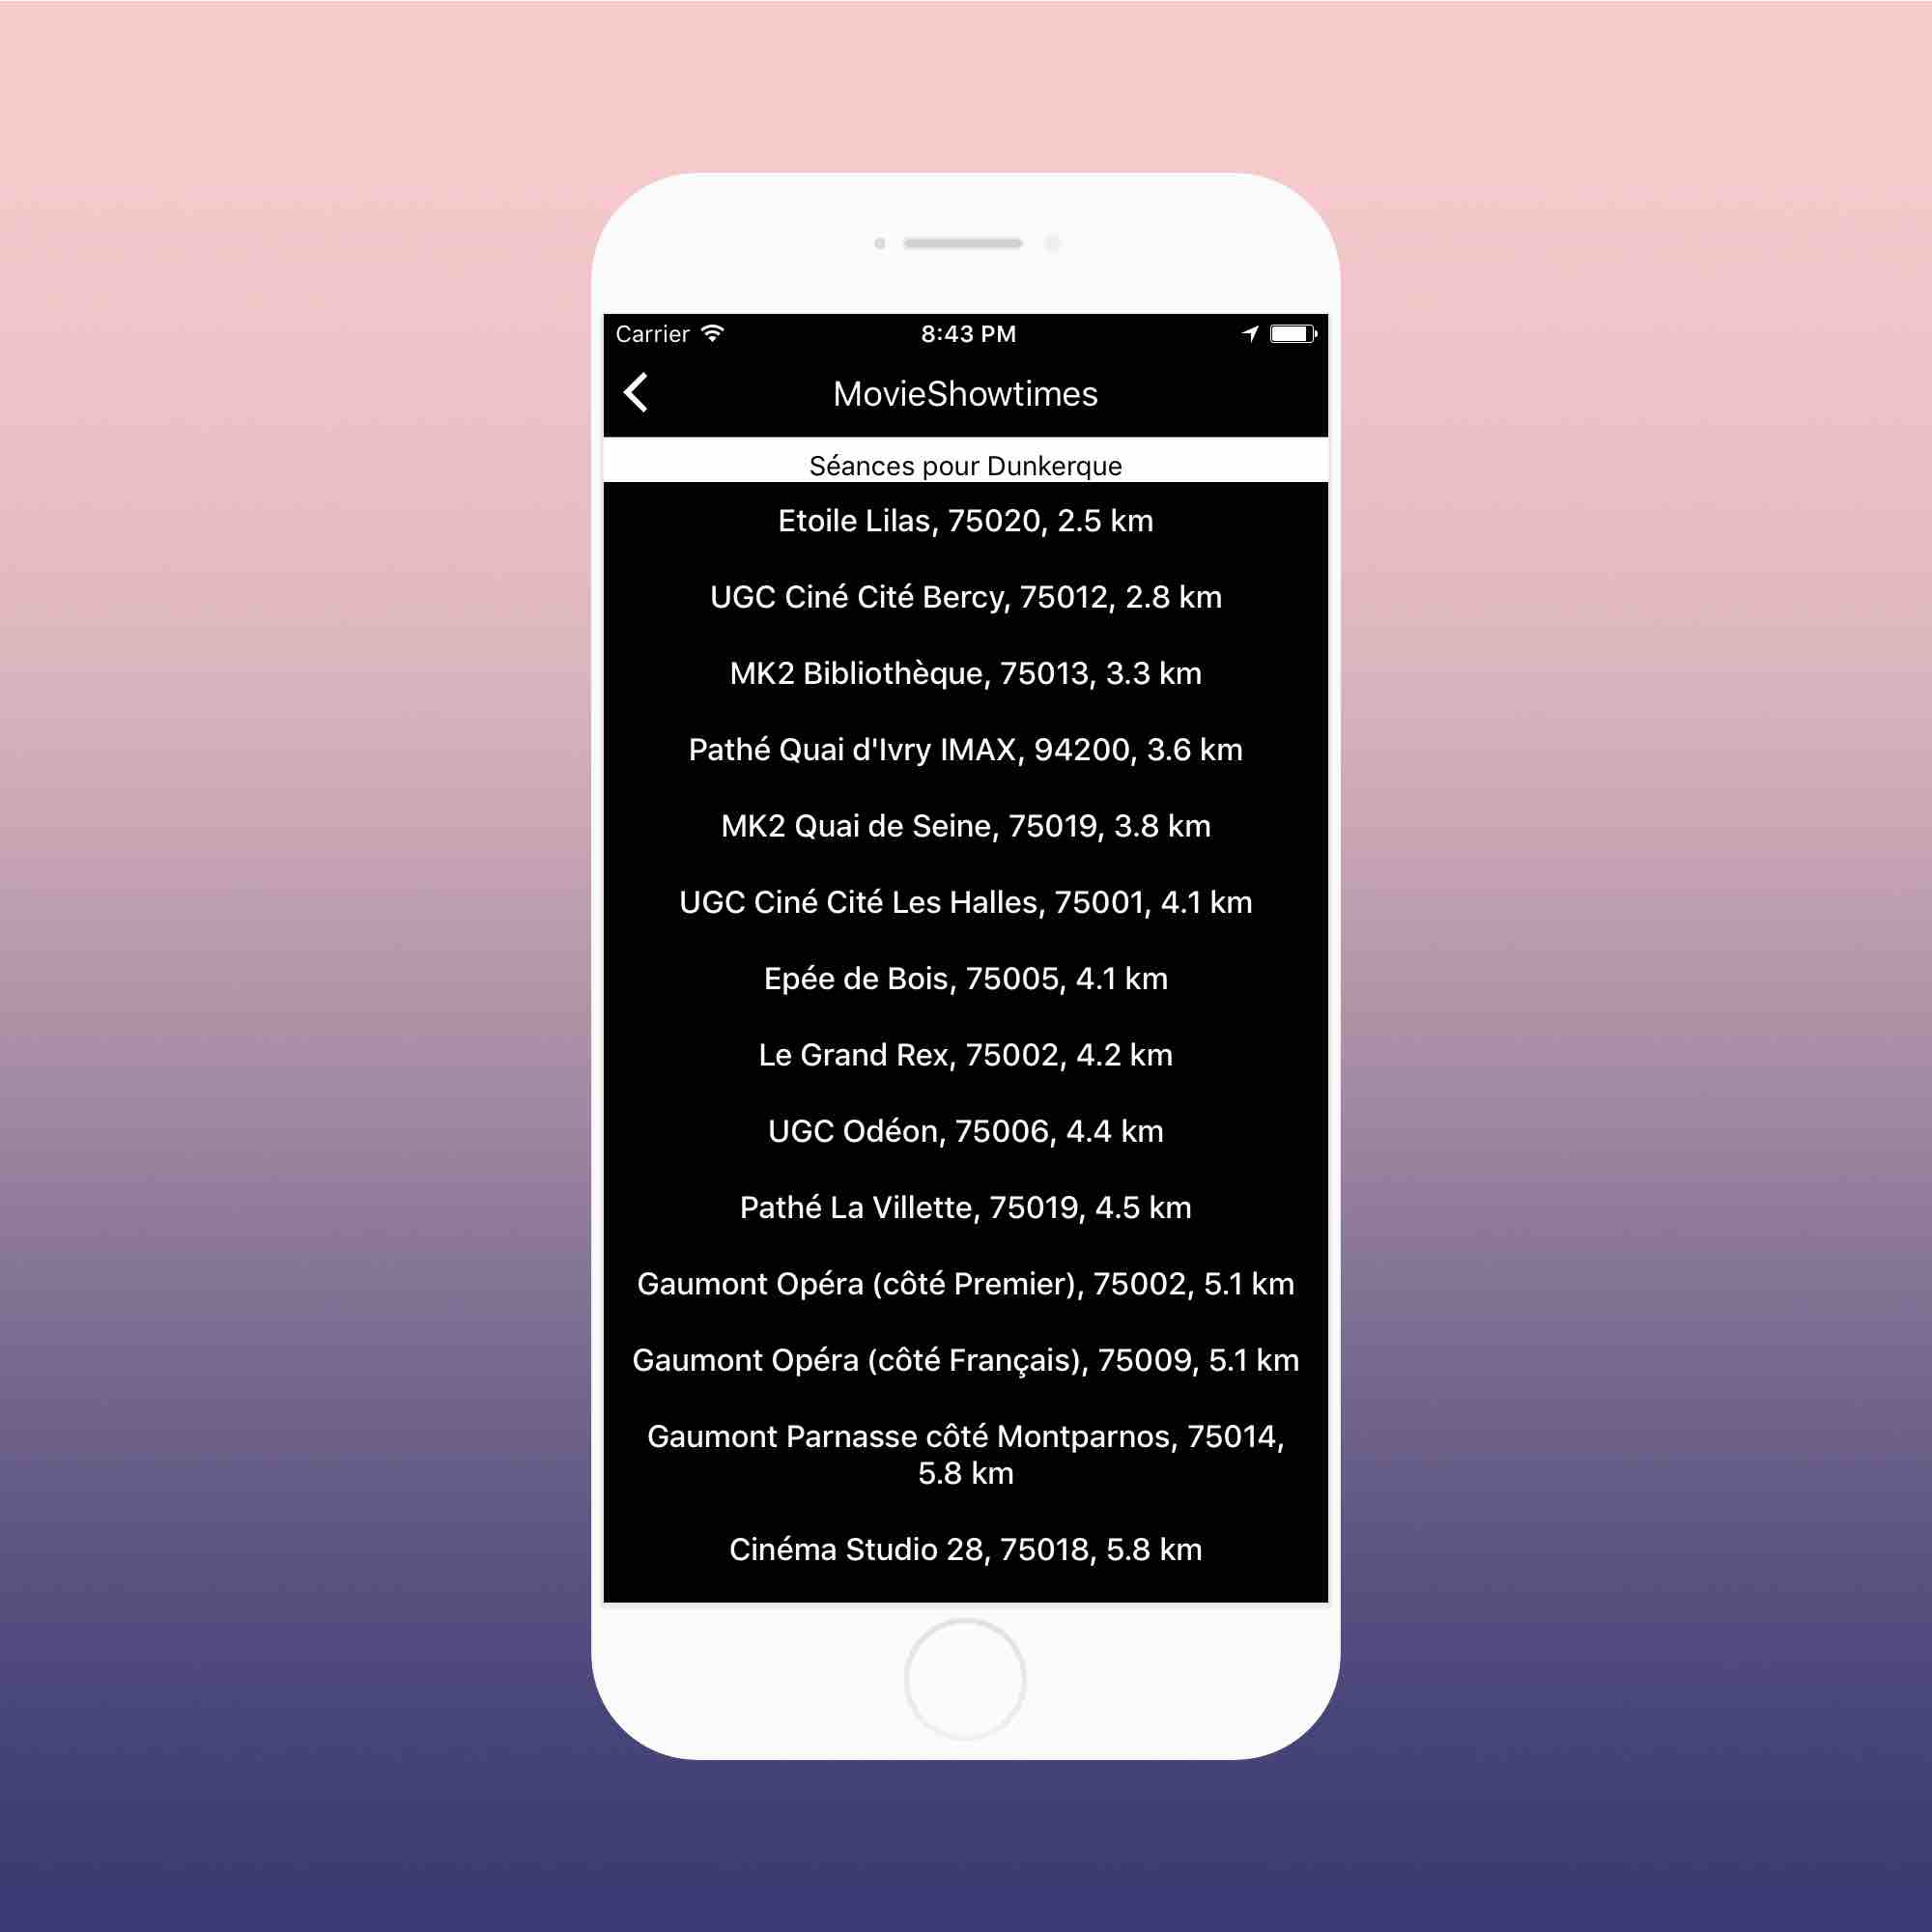 Carrier 8:43 PM
MovieShowtimes
Séances pour Dunkerque
Etoile Lilas, 75020, 2.5 km
UGC Ciné Cité Bercy, 75012, 2.8 km
MK2 Bibliothèque, 75013, 3.3 km
Pathé Quai d'Ivry IMAX, 94200, 3.6 km
MK2 Quai de Seine, 75019, 3.8 km
UGC Ciné Cité Les Halles, 75001, 4.1 km
Epée de Bois, 75005, 4.1 km
Le Grand Rex, 75002, 4.2 km
UGC Odéon, 75006, 4.4 km
Pathé La Villette, 75019, 4.5 km
Gaumont Opéra (côté Premier), 75002, 5.1 km
Gaumont Opéra (côté Français), 75009, 5.1 km
Gaumont Parnasse côté Montparnos, 75014,
5.8 km
Cinéma Studio 28, 75018, 5.8 km